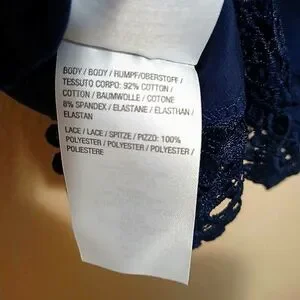 BODY / BODY / RUMPF/OBERSTOFF /
TESSUTO CORPO: 92% COTTON /
COTTON / BAUMWOLLE / COTONE
8% SPANDEX / ELASTANE / ELASTHAN /
ELASTAN
LACE / LACE / SPITZE / PIZZO: 100%
POLYESTER / POLYESTER / POLYESTER /
POLIESTERE